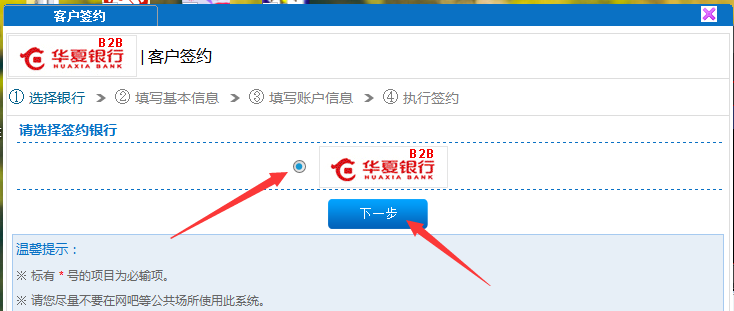 客户签约
华夏银行 B2B
HUAXIA BANK
| 客户签约
① 选择银行 > ② 填写基本信息 > ③ 填写账户信息 > ④ 执行签约
请选择签约银行
华夏银行 B2B
HUAXIA BANK
下一步
温馨提示：
※ 标有 * 号的项目为必输项。
※ 请您尽量不要在网吧等公共场所使用此系统。